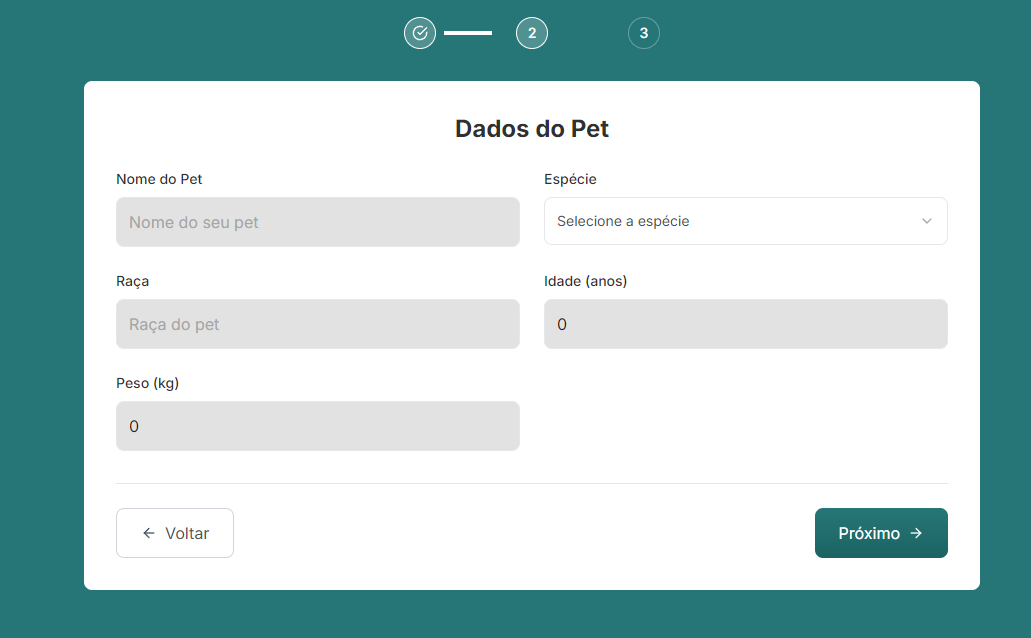 2
3
Dados do Pet
Nome do Pet
Espécie
Nome do seu pet
Selecione a espécie
Raça
Idade (anos)
Raça do pet
0
Peso (kg)
0
← Voltar
Próximo →